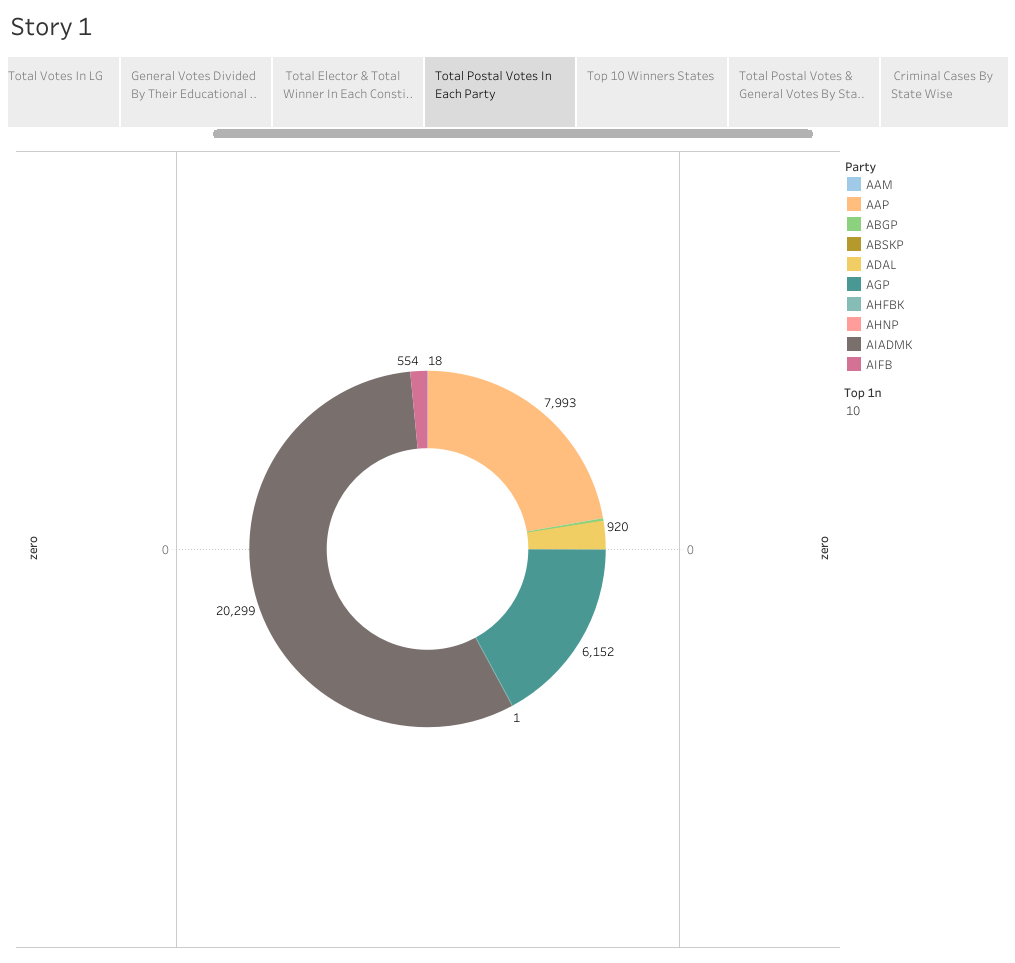 Story 1
Total Votes In LG
General Votes Divided
By Their Educational ..
Total Elector & Total
Winner In Each Consti..
Total Postal Votes In
Each Party
Top 10 Winners States
Total Postal Votes &
General Votes By Sta..
Criminal Cases By
State Wise
Party
AAM
AAP
ABGP
ABSKP
ADAL
AGP
AHFBK
AHNP
AIADMK
AIFB
Top 1n
10
554
18
7,993
920
zero
0
0
zero
20,299
6,152
1